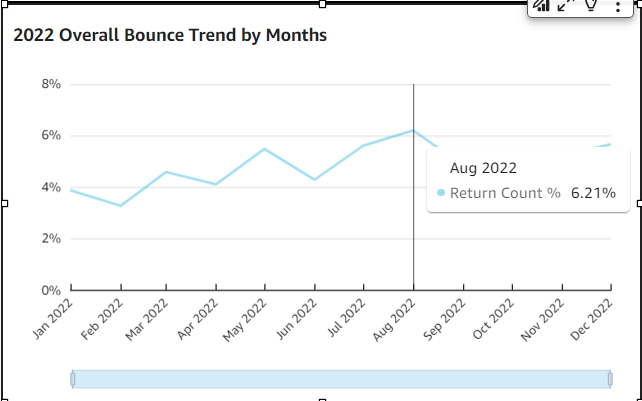 2022 Overall Bounce Trend by Months
8%
6%
4%
2%
0%
Aug 2022
Return Count % 6.21%
Jan 2022
Feb 2022
Mar 2022
Apr 2022
May 2022
Jun 2022
Jul 2022
Aug 2022
Sep 2022
Oct 2022
Nov 2022
Dec 2022